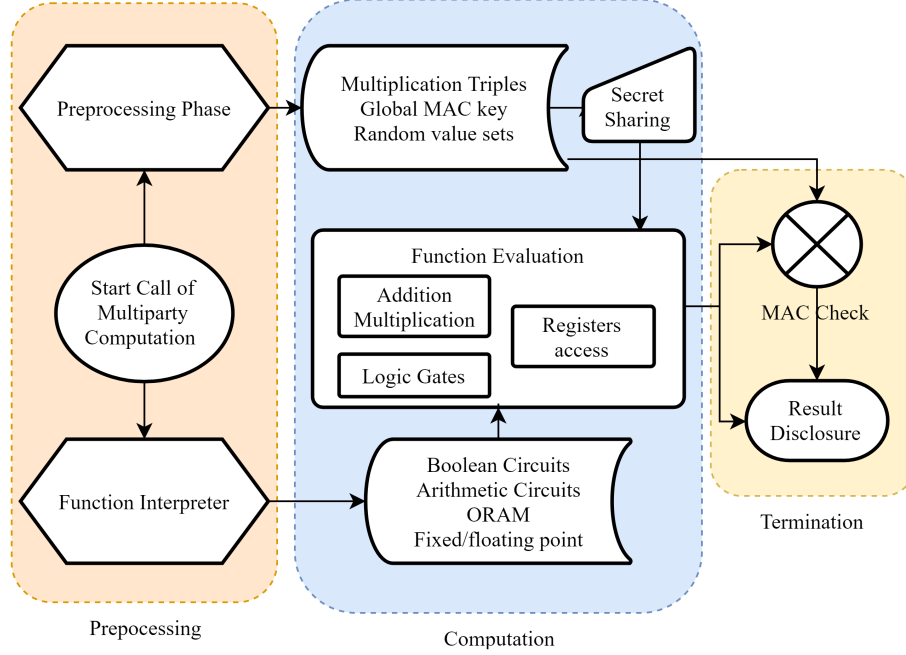 Preprocessing Phase
Start Call of
Multiparty
Computation
Function Interpreter
Prepocessing
Multiplication Triples
Global MAC key
Random value sets
Secret
Sharing
Function Evaluation
Addition
Multiplication
Logic Gates
Registers
access
Boolean Circuits
Arithmetic Circuits
ORAM
Fixed/floating point
Computation
MAC Check
Result
Disclosure
Termination